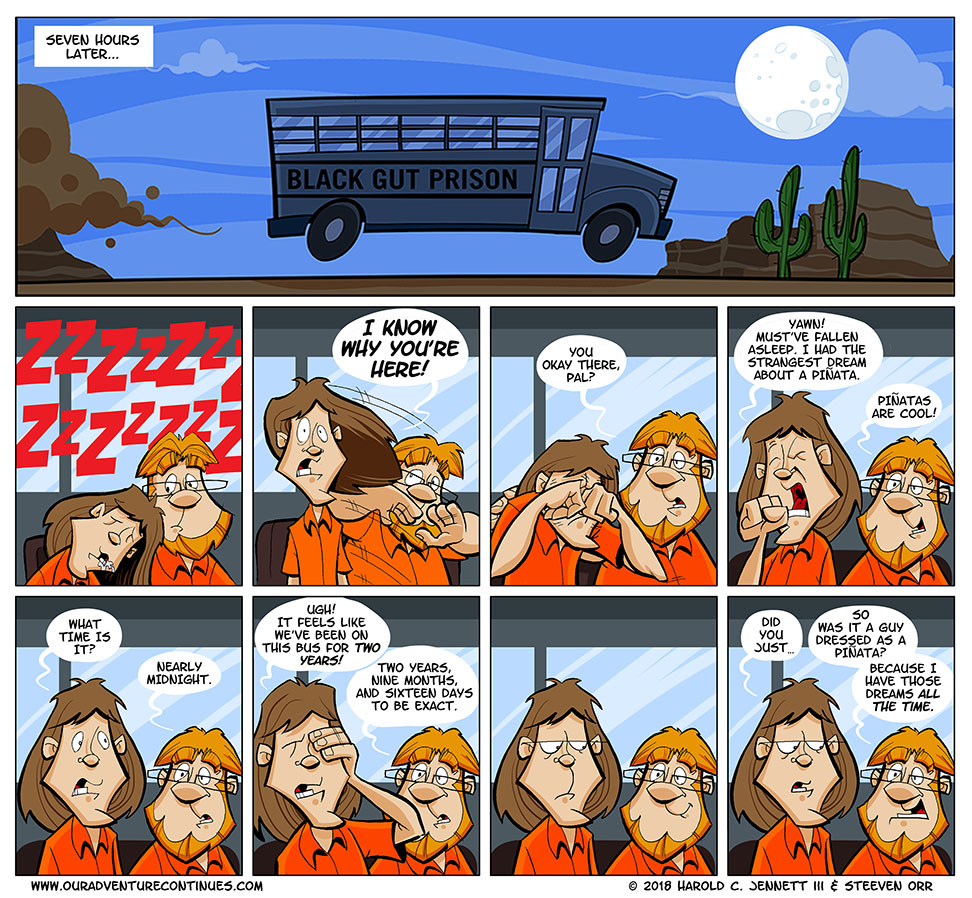 SEVEN HOURS
LATER...
BLACK GUT PRISON
ZZZZZZZ
ZZZZZZZ
I KNOW
WHY YOU'RE
HERE!
YOU
OKAY THERE,
PAL?
YAWN!
MUST'VE FALLEN
ASLEEP. I HAD THE
STRANGEST DREAM
ABOUT A PIÑATA.
PIÑATAS
ARE COOL!
WHAT
TIME IS
IT?
NEARLY
MIDNIGHT.
UGH!
IT FEELS LIKE
WE'VE BEEN ON
THIS BUS FOR TWO
YEARS!
TWO YEARS,
NINE MONTHS,
AND SIXTEEN DAYS
TO BE EXACT.
DID
YOU
JUST...
SO
WAS IT A GUY
DRESSED AS A
PIÑATA?
BECAUSE I
HAVE THOSE
DREAMS ALL
THE TIME.
WWW.OURADVENTURECONTINUES.COM
© 2018 HAROLD C. JENNETT III & STEEVEN ORR